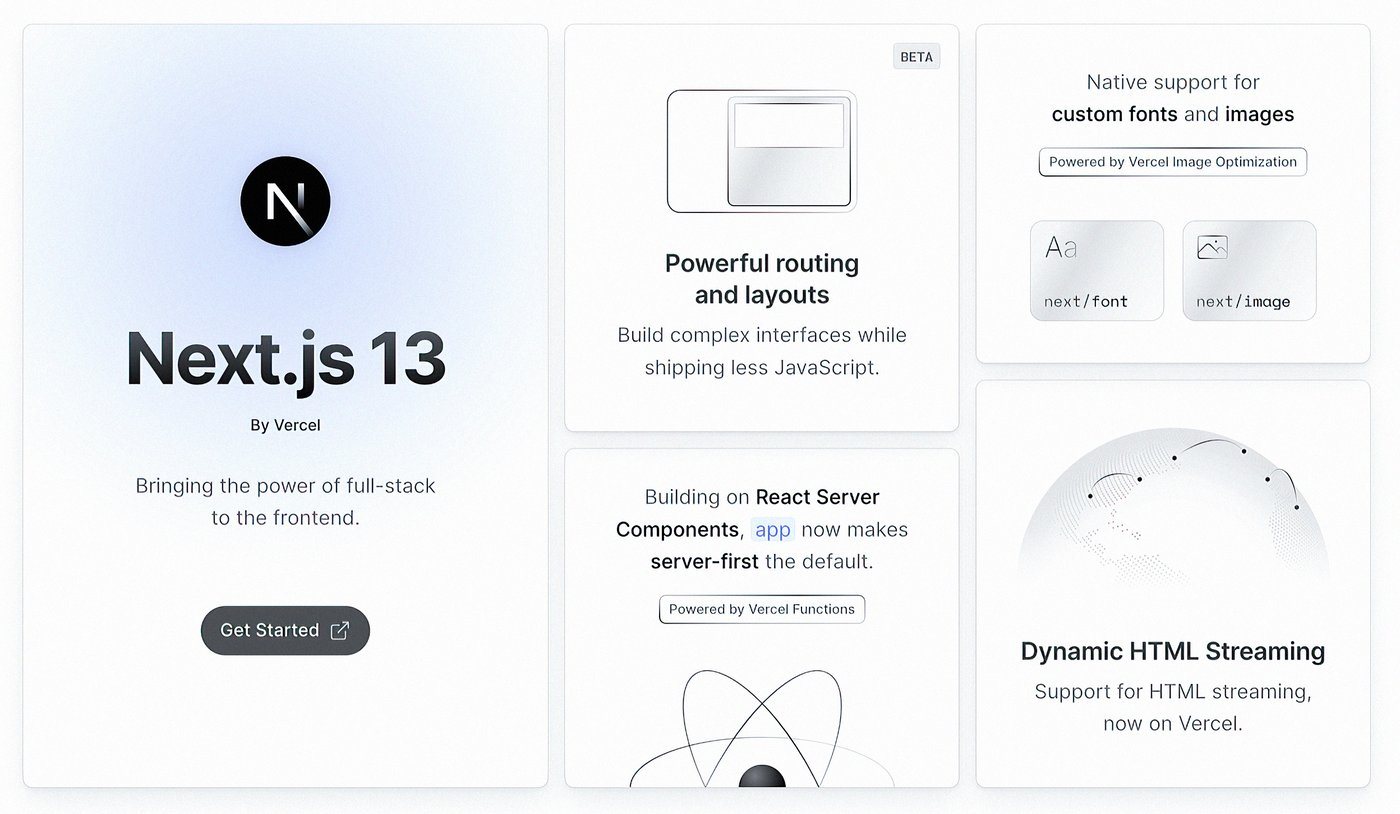 N
Next.js 13
By Vercel
Bringing the power of full-stack
to the frontend.
Get Started
BETA
Powerful routing
and layouts
Build complex interfaces while
shipping less JavaScript.
Building on React Server
Components, app now makes
server-first the default.
Powered by Vercel Functions
Native support for
custom fonts and images
Powered by Vercel Image Optimization
Aa
next/font
next/image
Dynamic HTML Streaming
Support for HTML streaming,
now on Vercel.